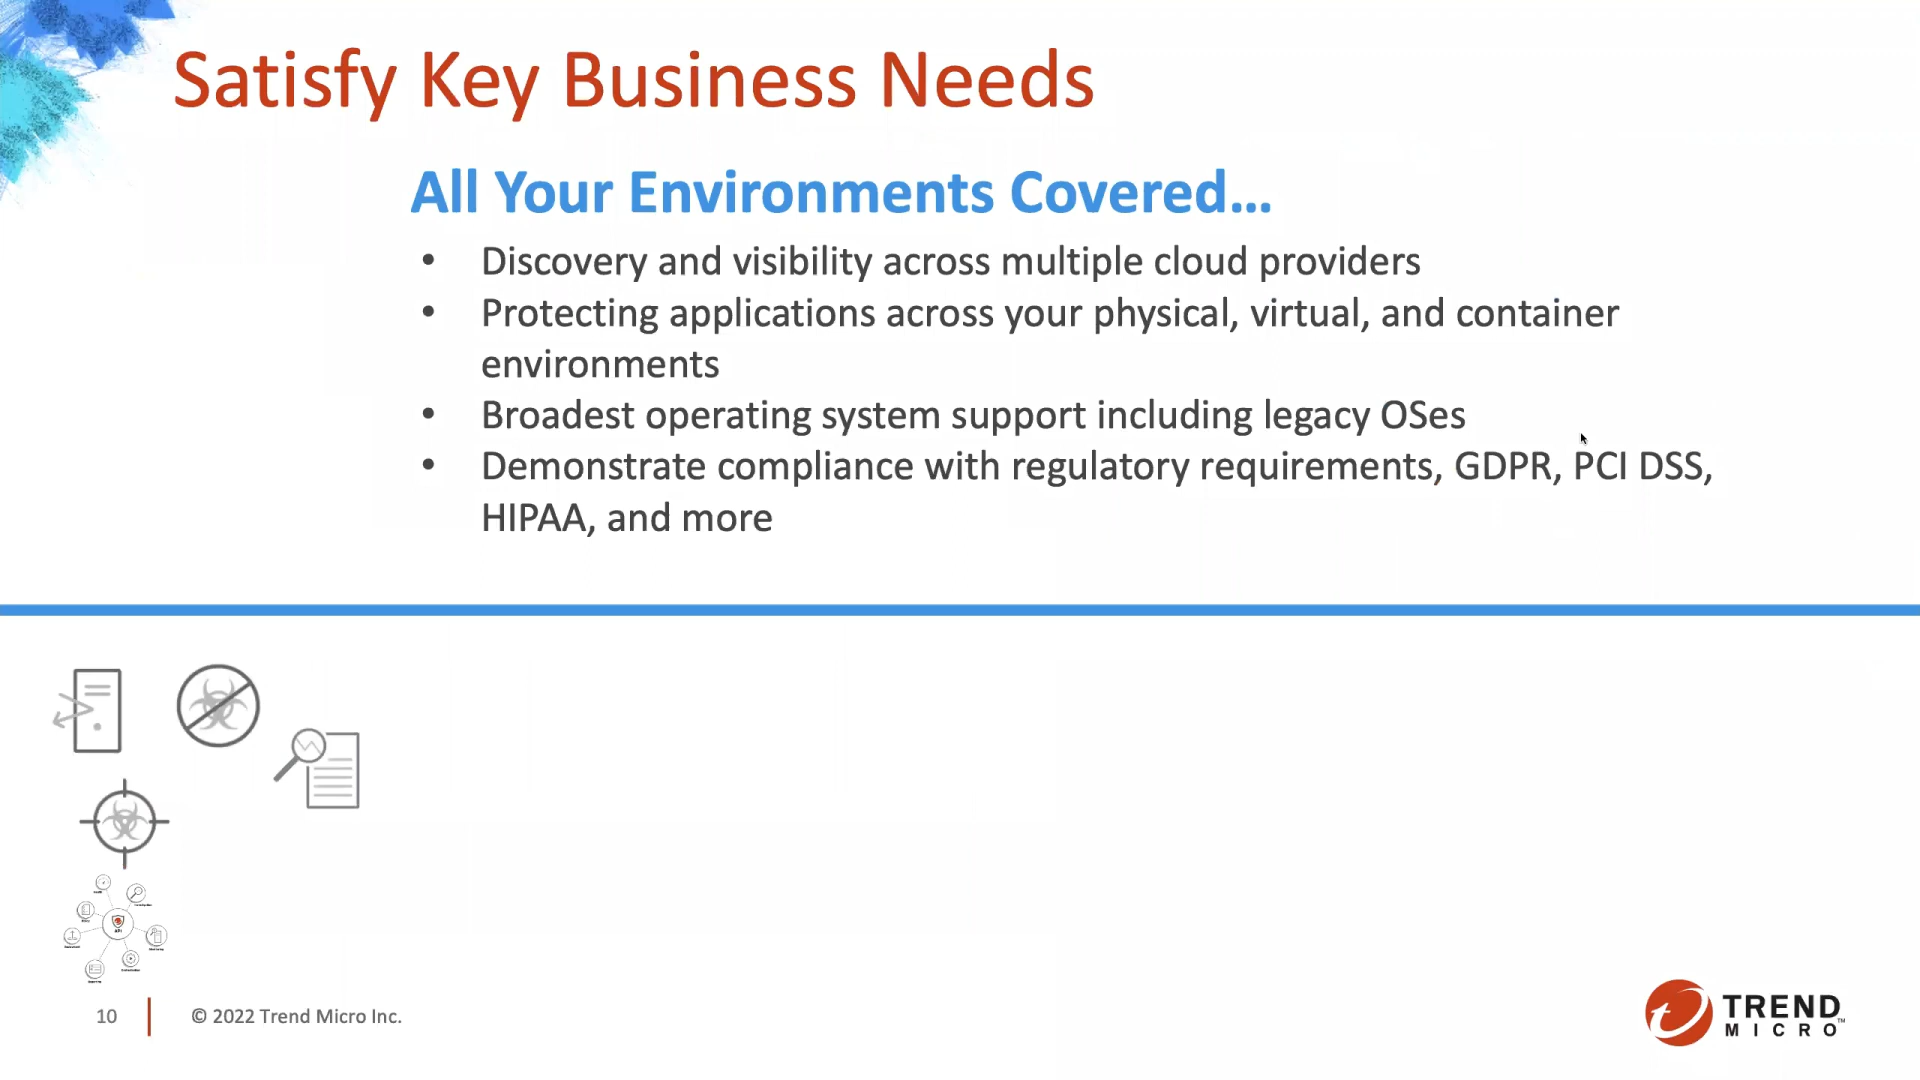 Satisfy Key Business Needs
All Your Environments Covered...
• Discovery and visibility across multiple cloud providers
• Protecting applications across your physical, virtual, and container
environments
• Broadest operating system support including legacy OSes
• Demonstrate compliance with regulatory requirements, GDPR, PCI DSS,
HIPAA, and more
API
10
© 2022 Trend Micro Inc.
TREND
MICRO™